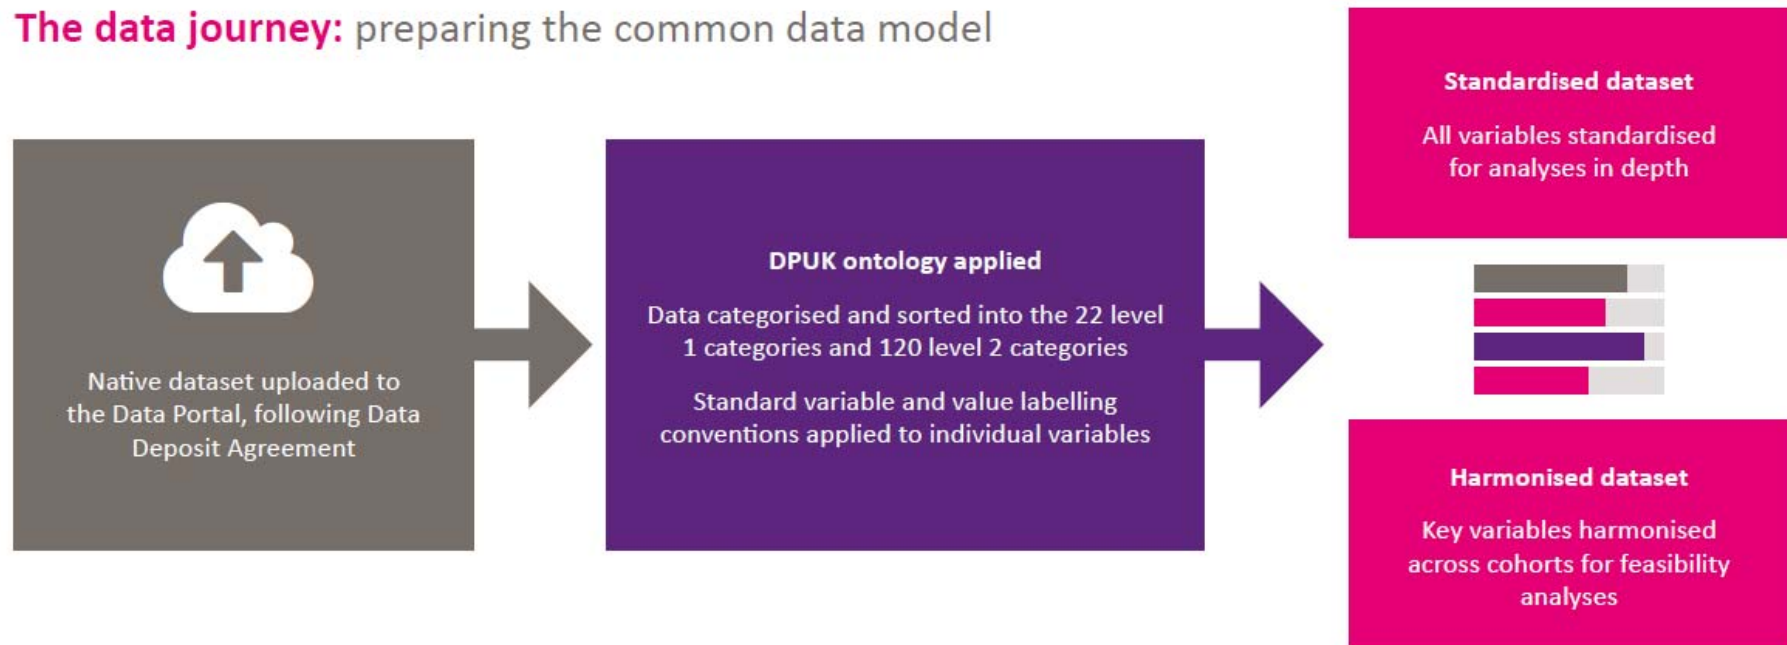 The data journey: preparing the common data model
Native dataset uploaded to
the Data Portal, following Data
Deposit Agreement
DPUK ontology applied
Data categorised and sorted into the 22 level
1 categories and 120 level 2 categories
Standard variable and value labelling
conventions applied to individual variables
Standardised dataset
All variables standardised
for analyses in depth
Harmonised dataset
Key variables harmonised
across cohorts for feasibility
analyses